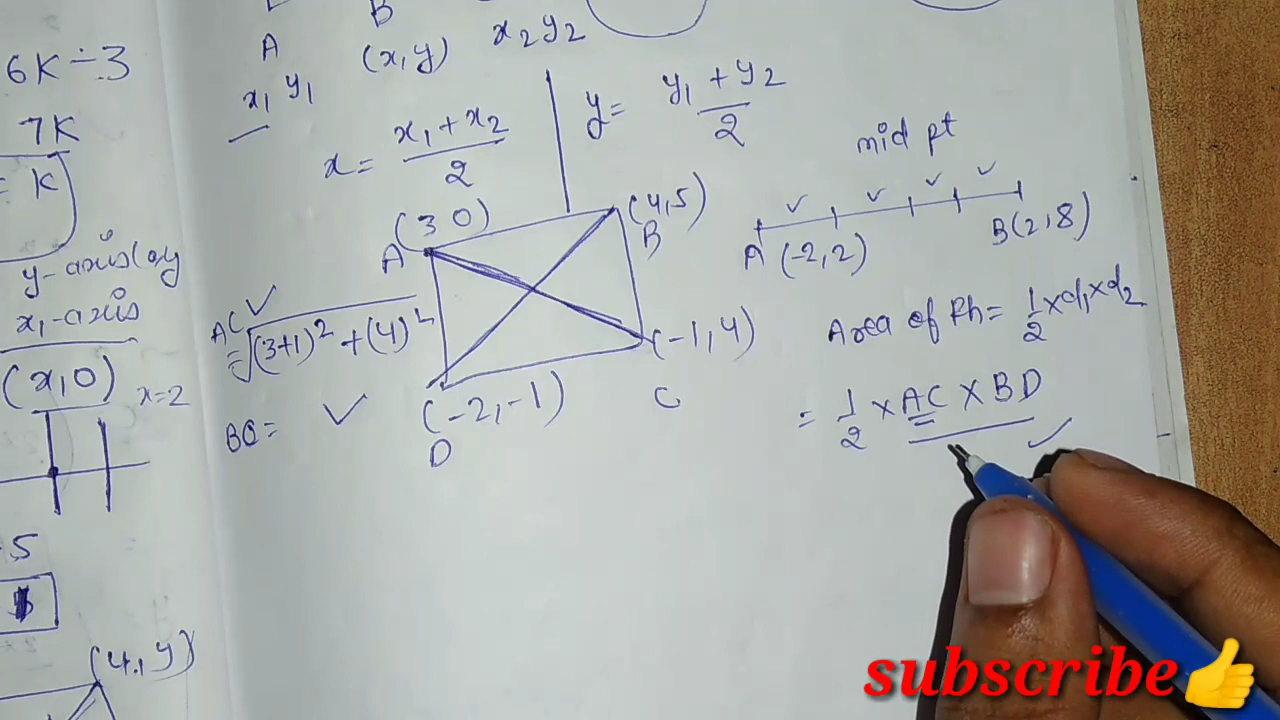 B
A
(x,y)
x2 y2
x1 y1
x = x1 + x2 / 2
y = y1 + y2 / 2
6K - 3
7K
= K
y-axis(0,y
x1-axis
(x,0)
x=2
5
(4, y)
(3 0)
A
(4,5)
B
(-1,4)
C
(-2,-1)
D
AC = √(3+1)² + (4)²
BD =
mid pt
A (-2,2)
B(2,8)
Area of Rh = 1/2 × d1 × d2
= 1/2 × AC × BD
subscribe